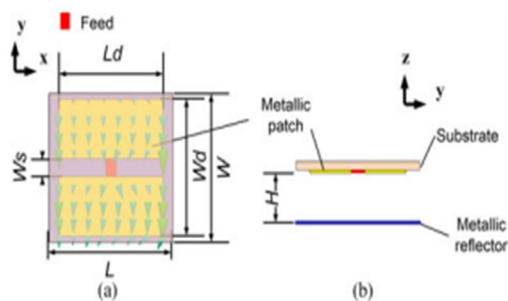 y
Feed
x
Ld
Ws
Wd
W
L
(a)
Metallic
patch
z
y
Substrate
H
Metallic
reflector
(b)